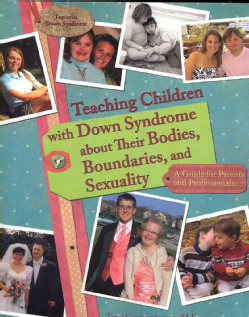 Topics in
Down Syndrome
Teaching Children
with Down Syndrome
about Their Bodies,
Boundaries, and
Sexuality
A Guide for Parents
and Professionals